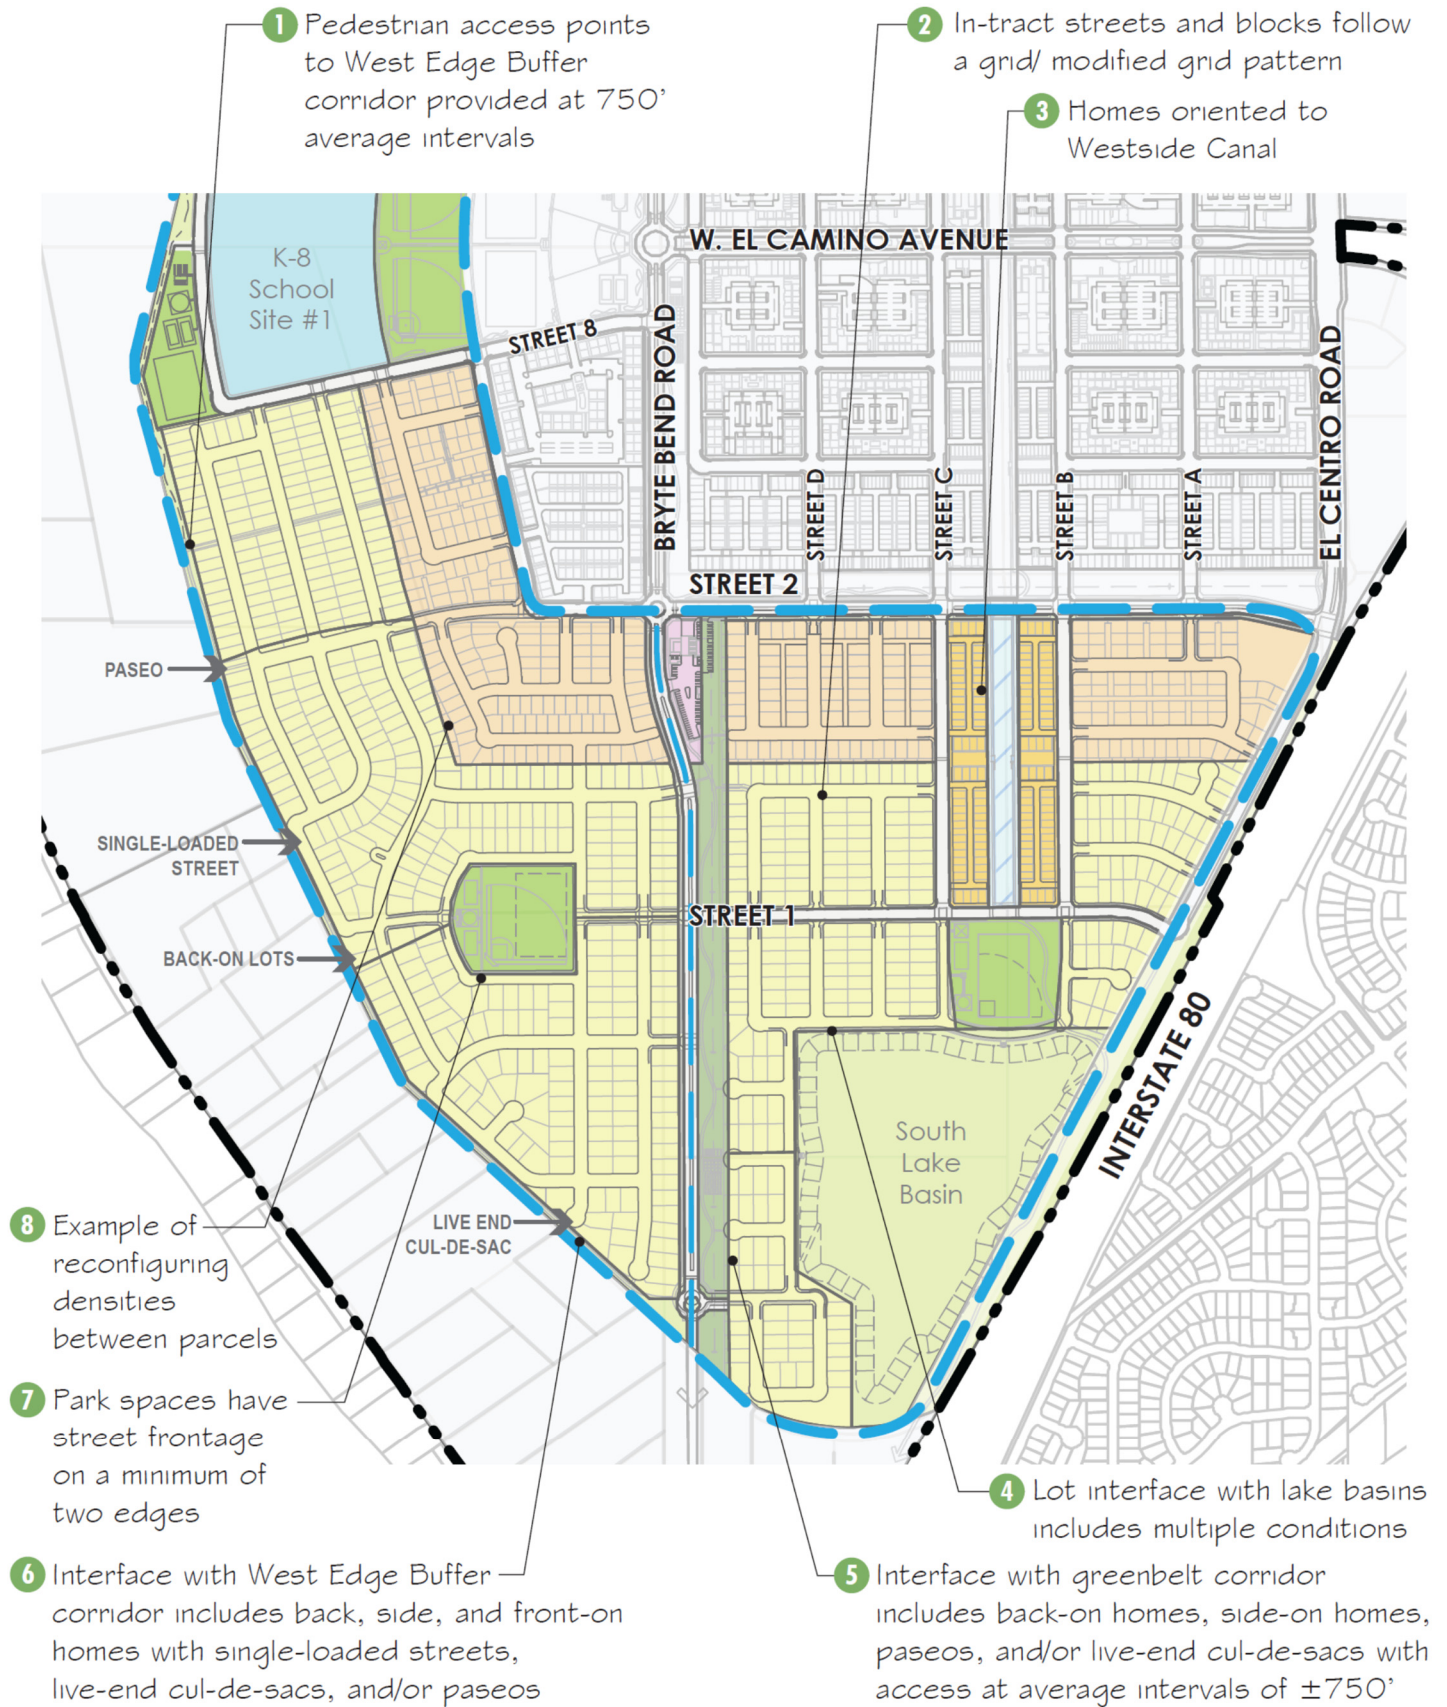 1 Pedestrian access points
to West Edge Buffer
corridor provided at 750'
average intervals
2 In-tract streets and blocks follow
a grid/ modified grid pattern
3 Homes oriented to
Westside Canal
K-8
School
Site #1
W. EL CAMINO AVENUE
STREET 8
BRYTE BEND ROAD
STREET D
STREET C
STREET B
STREET A
EL CENTRO ROAD
STREET 2
PASEO
SINGLE-LOADED
STREET
BACK-ON LOTS
STREET 1
INTERSTATE 80
South
Lake
Basin
LIVE END
CUL-DE-SAC
8 Example of
reconfiguring
densities
between parcels
7 Park spaces have
street frontage
on a minimum of
two edges
4 Lot interface with lake basins
includes multiple conditions
6 Interface with West Edge Buffer
corridor includes back, side, and front-on
homes with single-loaded streets,
live-end cul-de-sacs, and/or paseos
5 Interface with greenbelt corridor
includes back-on homes, side-on homes,
paseos, and/or live-end cul-de-sacs with
access at average intervals of ±750'